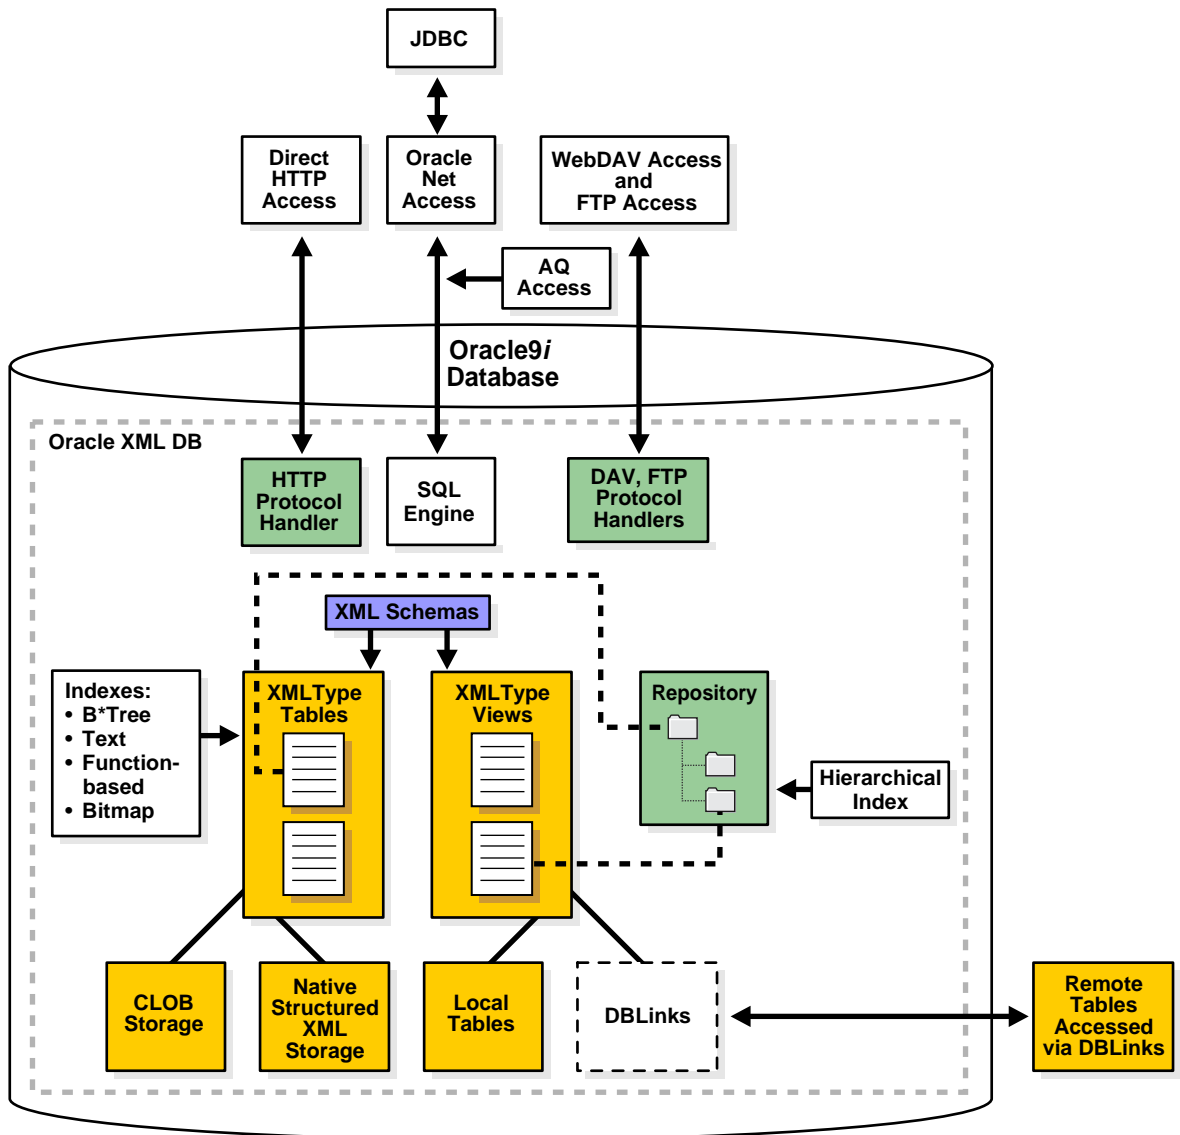 JDBC
Direct
HTTP
Access
Oracle
Net
Access
WebDAV Access
and
FTP Access
AQ
Access
Oracle9i
Database
Oracle XML DB
HTTP
Protocol
Handler
SQL
Engine
DAV, FTP
Protocol
Handlers
XML Schemas
Indexes:
• B*Tree
• Text
• Function-
based
• Bitmap
XMLType
Tables
XMLType
Views
Repository
Hierarchical
Index
CLOB
Storage
Native
Structured
XML
Storage
Local
Tables
DBLinks
Remote
Tables
Accessed
via DBLinks